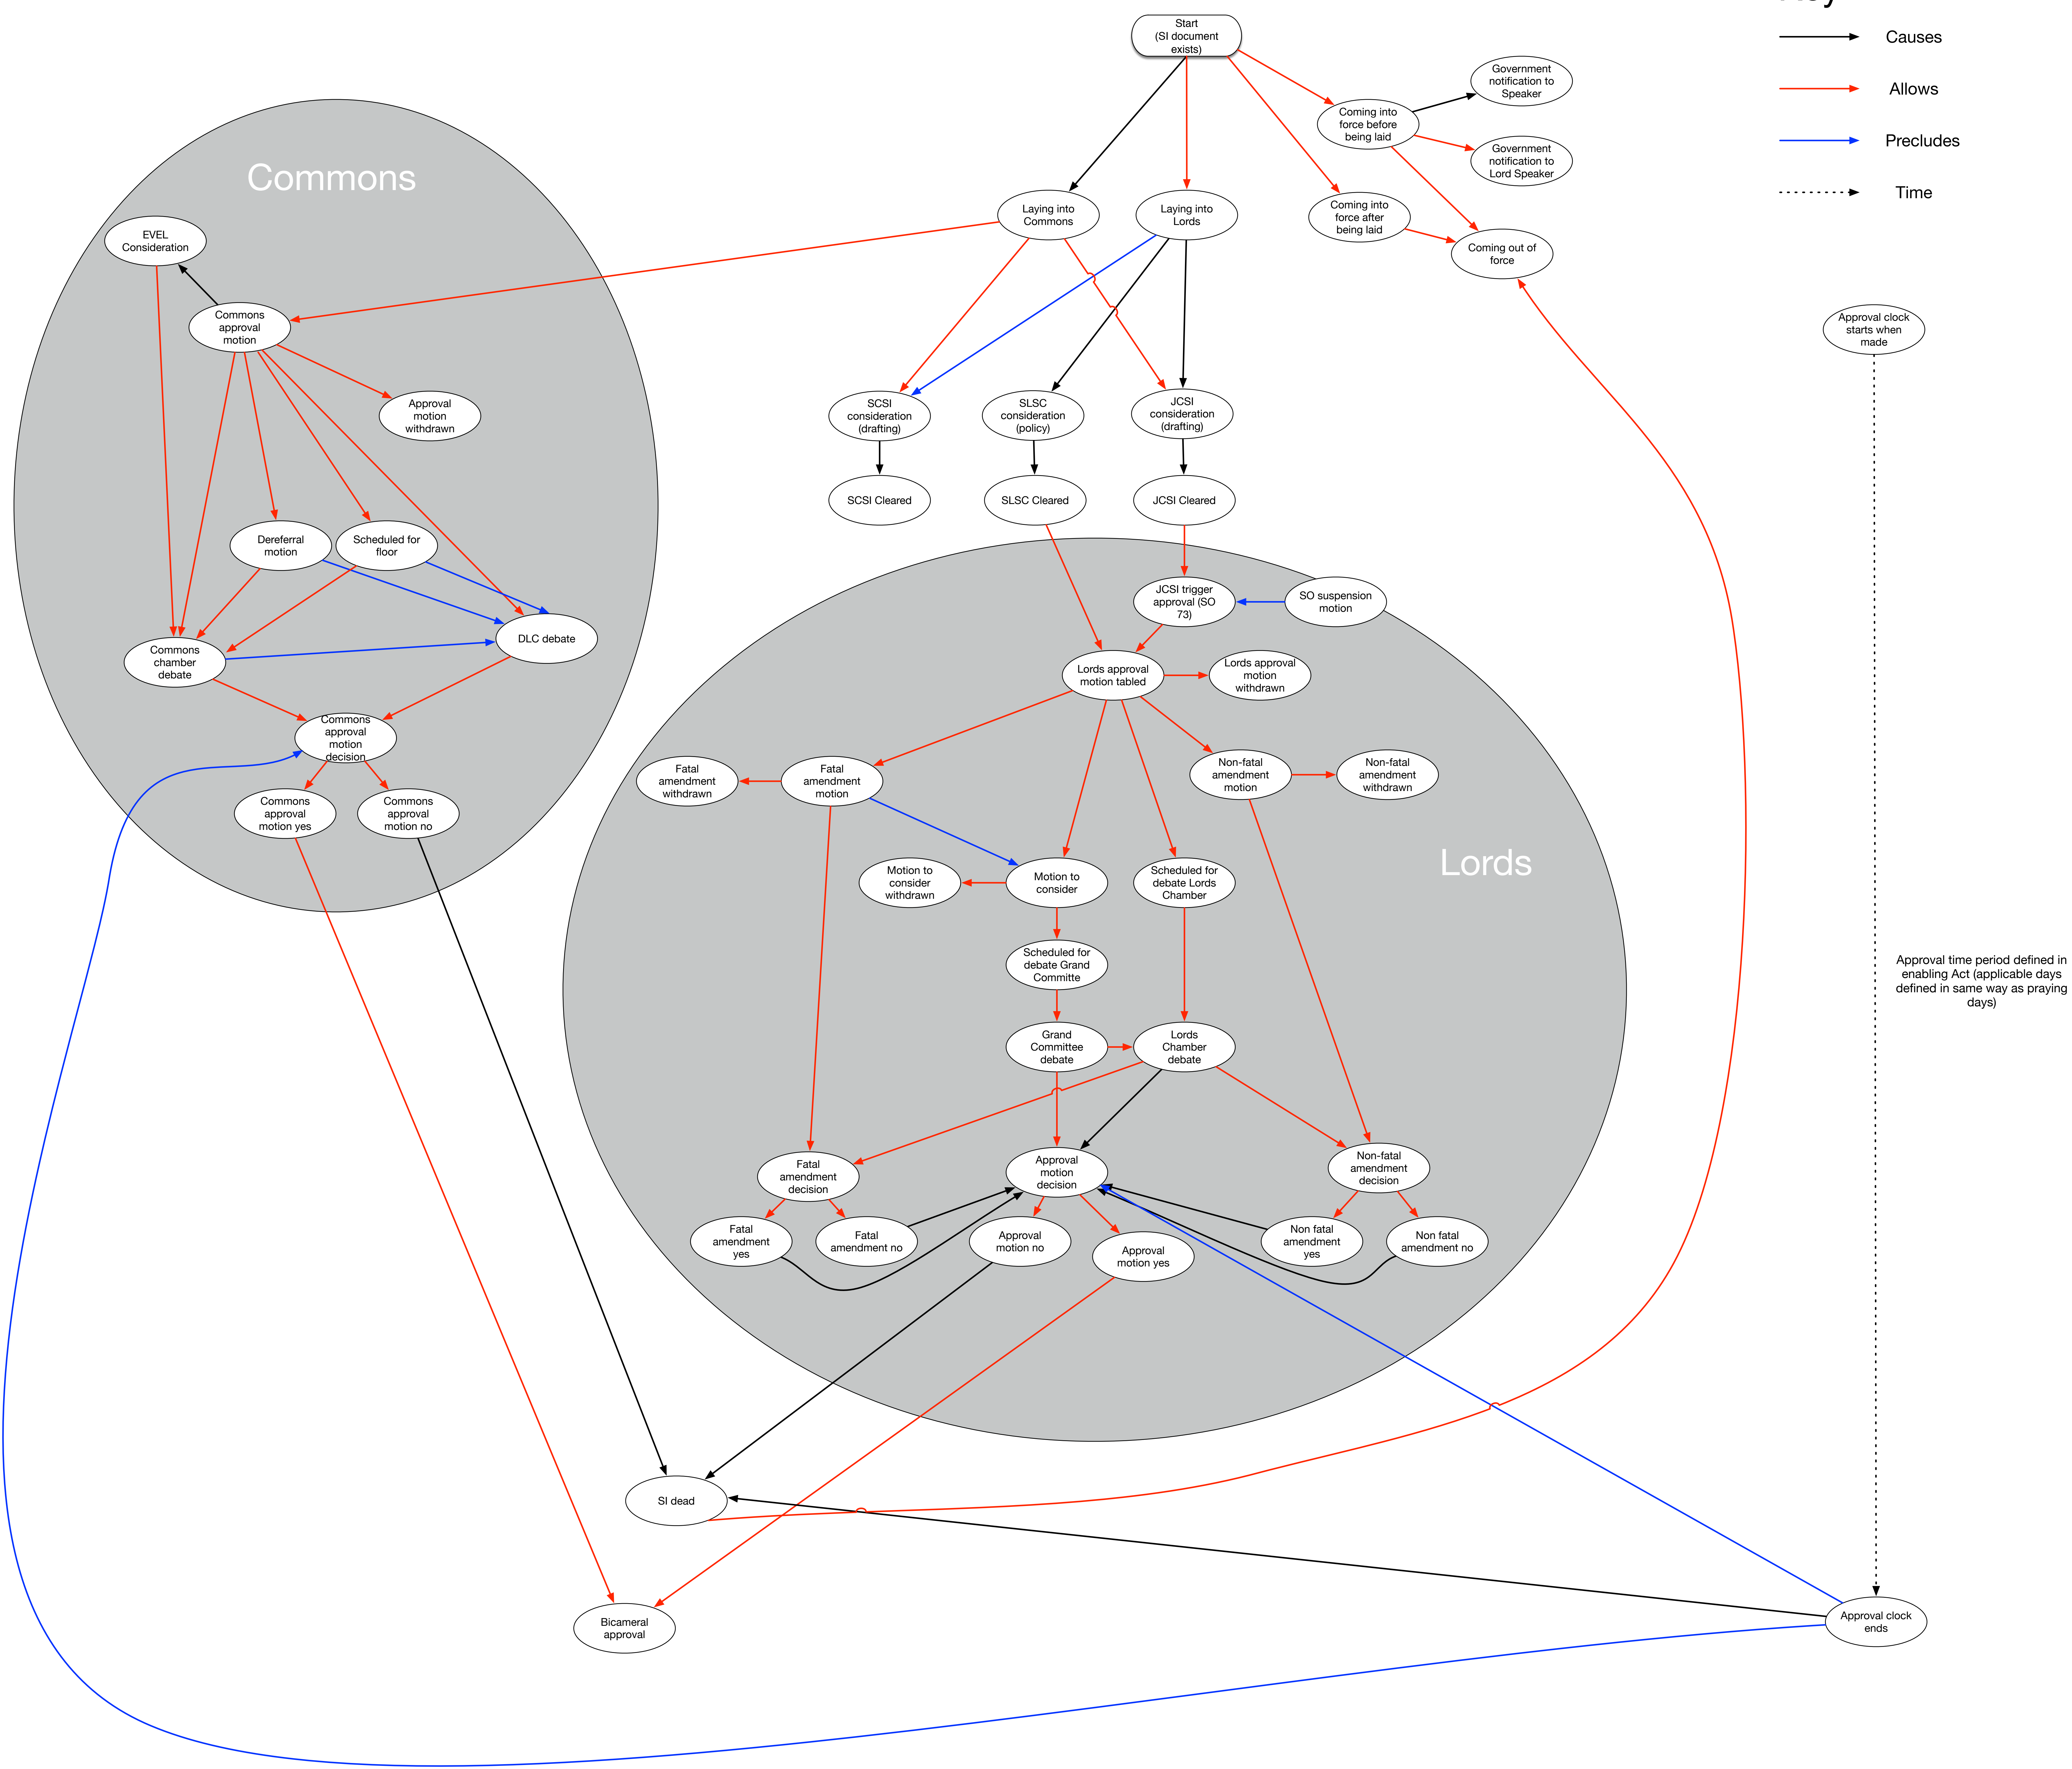 Start
(SI document
exists)
Causes
Allows
Precludes
Time
Government
notification to
Speaker
Coming into
force before
being laid
Government
notification to
Lord Speaker
Commons
Laying into
Commons
Laying into
Lords
Coming into
force after
being laid
Coming out of
force
EVEL
Consideration
Commons
approval
motion
Approval clock
starts when
made
Approval
motion
withdrawn
SCSI
consideration
(drafting)
SLSC
consideration
(policy)
JCSI
consideration
(drafting)
SCSI Cleared
SLSC Cleared
JCSI Cleared
Dereferral
motion
Scheduled for
floor
JCSI trigger
approval (SO
73)
SO suspension
motion
Commons
chamber
debate
DLC debate
Lords approval
motion tabled
Lords approval
motion
withdrawn
Commons
approval
motion
decision
Fatal
amendment
withdrawn
Fatal
amendment
motion
Non-fatal
amendment
motion
Non-fatal
amendment
withdrawn
Commons
approval
motion yes
Commons
approval
motion no
Lords
Motion to
consider
withdrawn
Motion to
consider
Scheduled for
debate Lords
Chamber
Scheduled for
debate Grand
Committe
Approval time period defined in
enabling Act (applicable days
defined in same way as praying
days)
Grand
Committee
debate
Lords
Chamber
debate
Fatal
amendment
decision
Approval
motion
decision
Non-fatal
amendment
decision
Fatal
amendment
yes
Fatal
amendment no
Approval
motion no
Approval
motion yes
Non fatal
amendment
yes
Non fatal
amendment no
SI dead
Bicameral
approval
Approval clock
ends